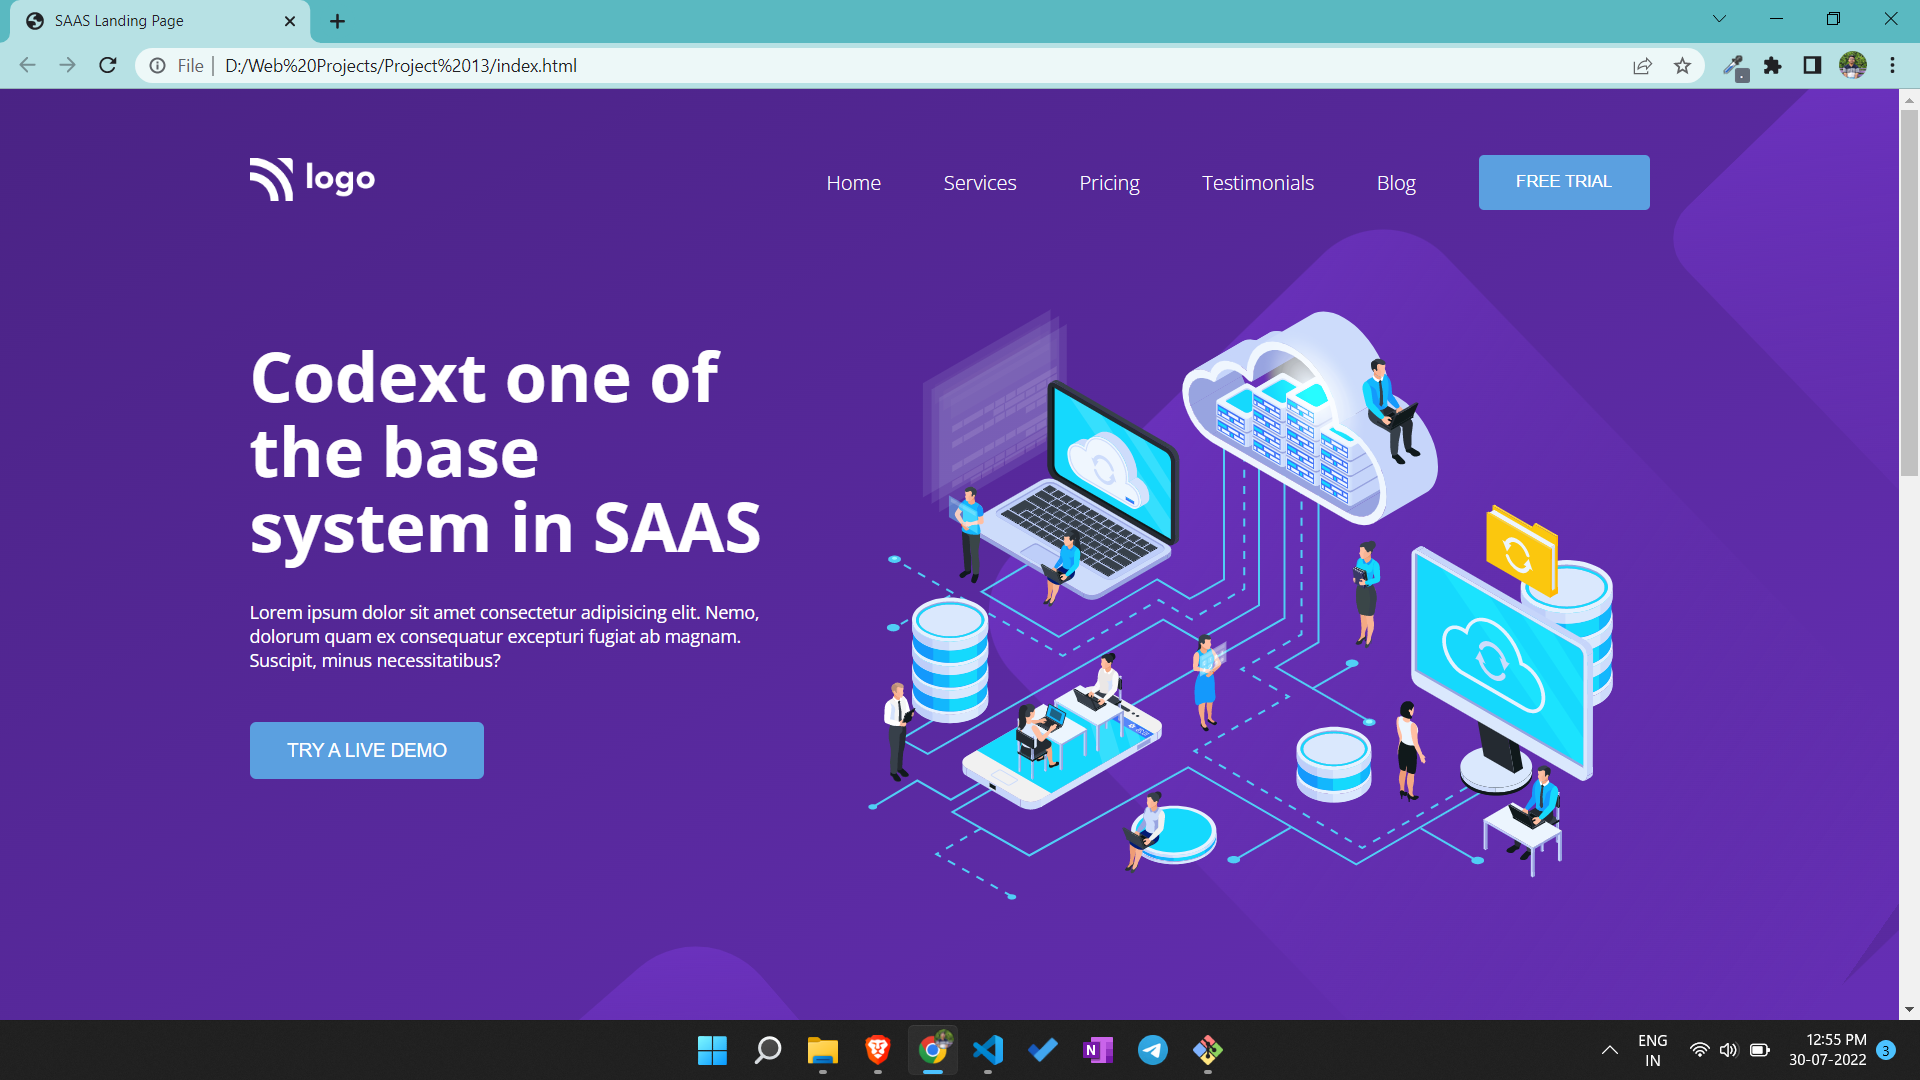 SAAS Landing Page
File
D:/Web%20Projects/Project%2013/index.html
logo
Home
Services
Pricing
Testimonials
Blog
FREE TRIAL
Codext one of
the base
system in SAAS
Lorem ipsum dolor sit amet consectetur adipisicing elit. Nemo,
dolorum quam ex consequatur excepturi fugiat ab magnam.
Suscipit, minus necessitatibus?
TRY A LIVE DEMO
N
ENG
IN
12:55 PM
30-07-2022
3